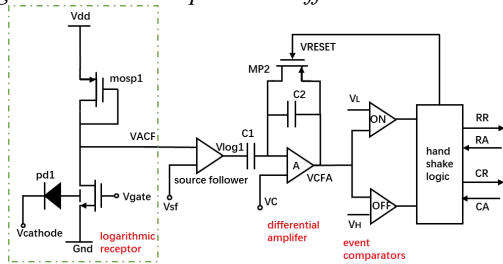 Vdd
mosp1
VACF
pd1
Vgate
Vcathode
Gnd
logarithmic
receptor
Vlog1
source follower
Vsf
C1
VRESET
MP2
C2
A
VCFA
VC
differential
amplifer
VL
ON
OFF
VH
event
comparators
hand
shake
logic
RR
RA
CR
CA